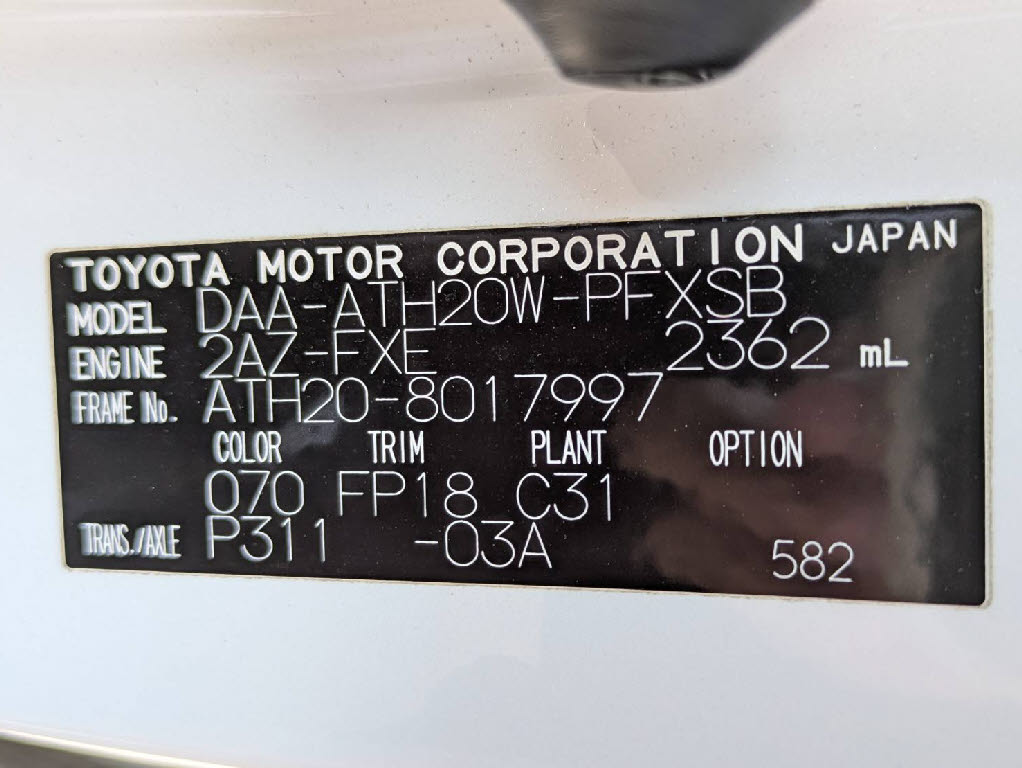 TOYOTA MOTOR CORPORATION JAPAN
MODEL DAA-ATH20W-PFXSB
ENGINE 2AZ-FXE 2362 mL
FRAME No. ATH20-8017997
COLOR TRIM PLANT OPTION
070 FP18 C31
TRANS./AXLE P311 -03A 582